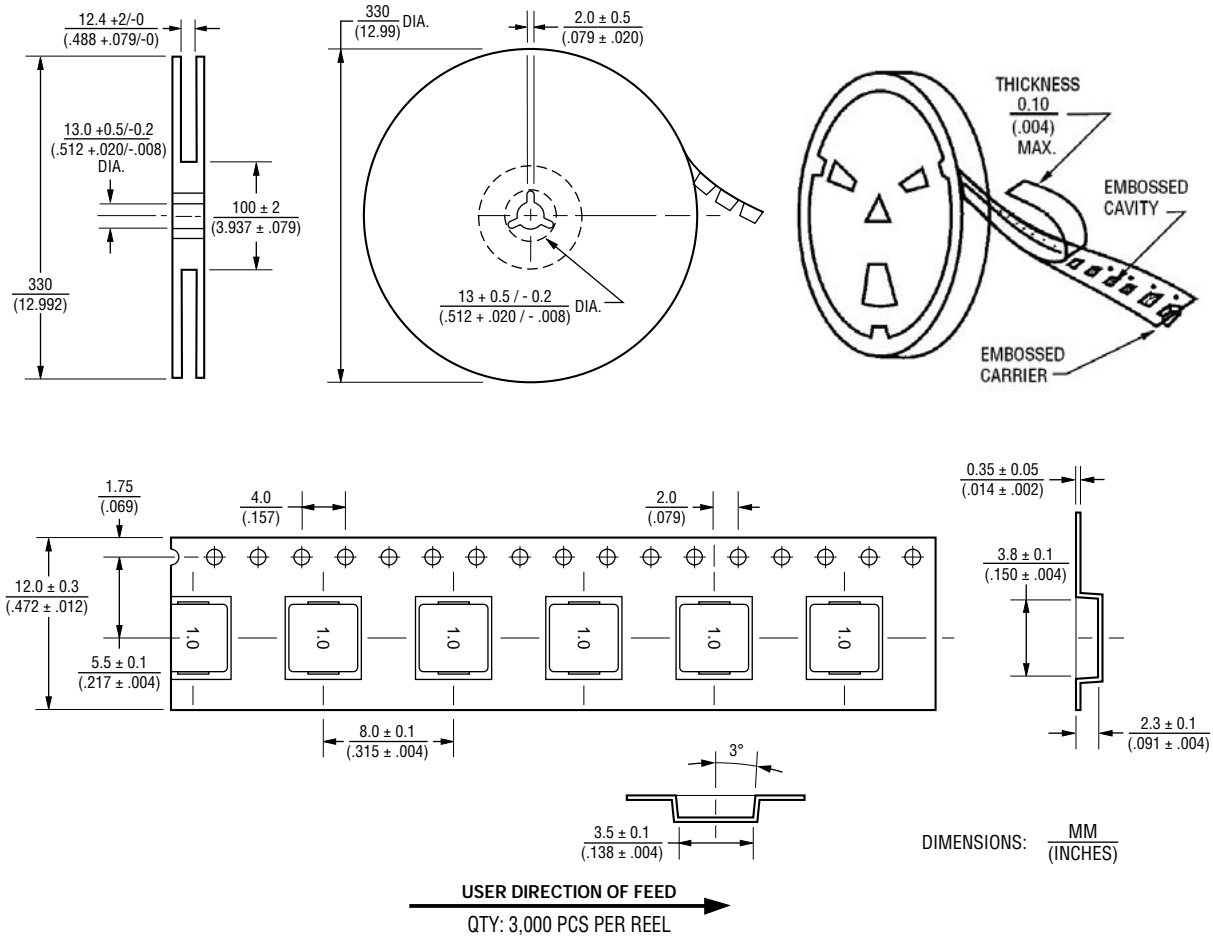 12.4 +2/-0
(.488 +.079/-0)
330
(12.99)
DIA.
2.0 ± 0.5
(.079 ± .020)
13.0 +0.5/-0.2
(.512 +.020/-.008)
DIA.
100 ± 2
(3.937 ± .079)
330
(12.992)
13 + 0.5 / - 0.2
(.512 + .020 / - .008)
DIA.
THICKNESS
0.10
(.004)
MAX.
EMBOSSED
CAVITY
EMBOSSED
CARRIER
1.75
(.069)
4.0
(.157)
2.0
(.079)
12.0 ± 0.3
(.472 ± .012)
5.5 ± 0.1
(.217 ± .004)
1.0
1.0
1.0
1.0
1.0
1.0
8.0 ± 0.1
(.315 ± .004)
0.35 ± 0.05
(.014 ± .002)
3.8 ± 0.1
(.150 ± .004)
2.3 ± 0.1
(.091 ± .004)
3°
3.5 ± 0.1
(.138 ± .004)
DIMENSIONS:
MM
(INCHES)
USER DIRECTION OF FEED
QTY: 3,000 PCS PER REEL